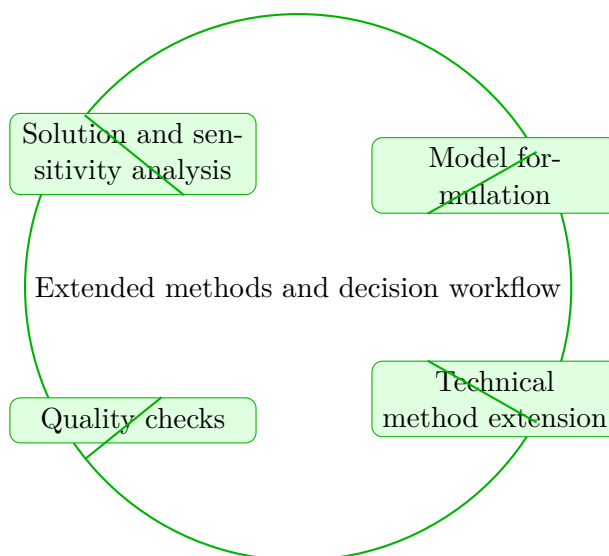 Solution and sen-
sitivity analysis
Model for-
mulation
Extended methods and decision workflow
Technical
method extension
Quality checks